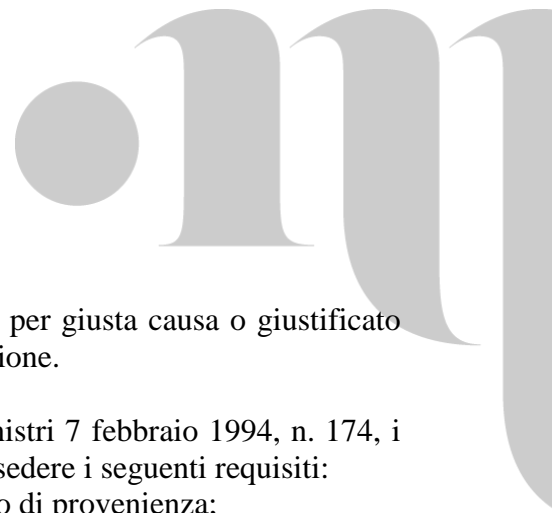 per giusta causa o giustificato
ione.
nistri 7 febbraio 1994, n. 174, i
sedere i seguenti requisiti:
o di provenienza;